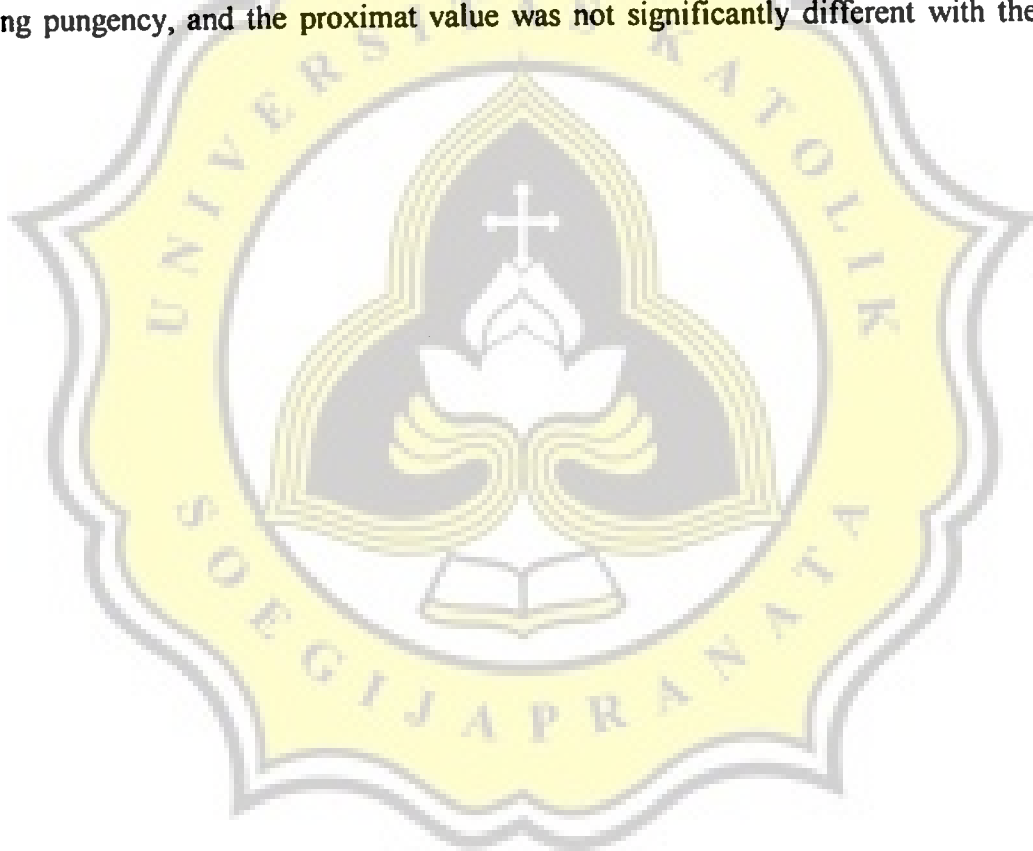 ng pungency, and the proximat value was not significantly different with the
UNIVERSITAS KATOLIK
SOEGIJAPRANATA